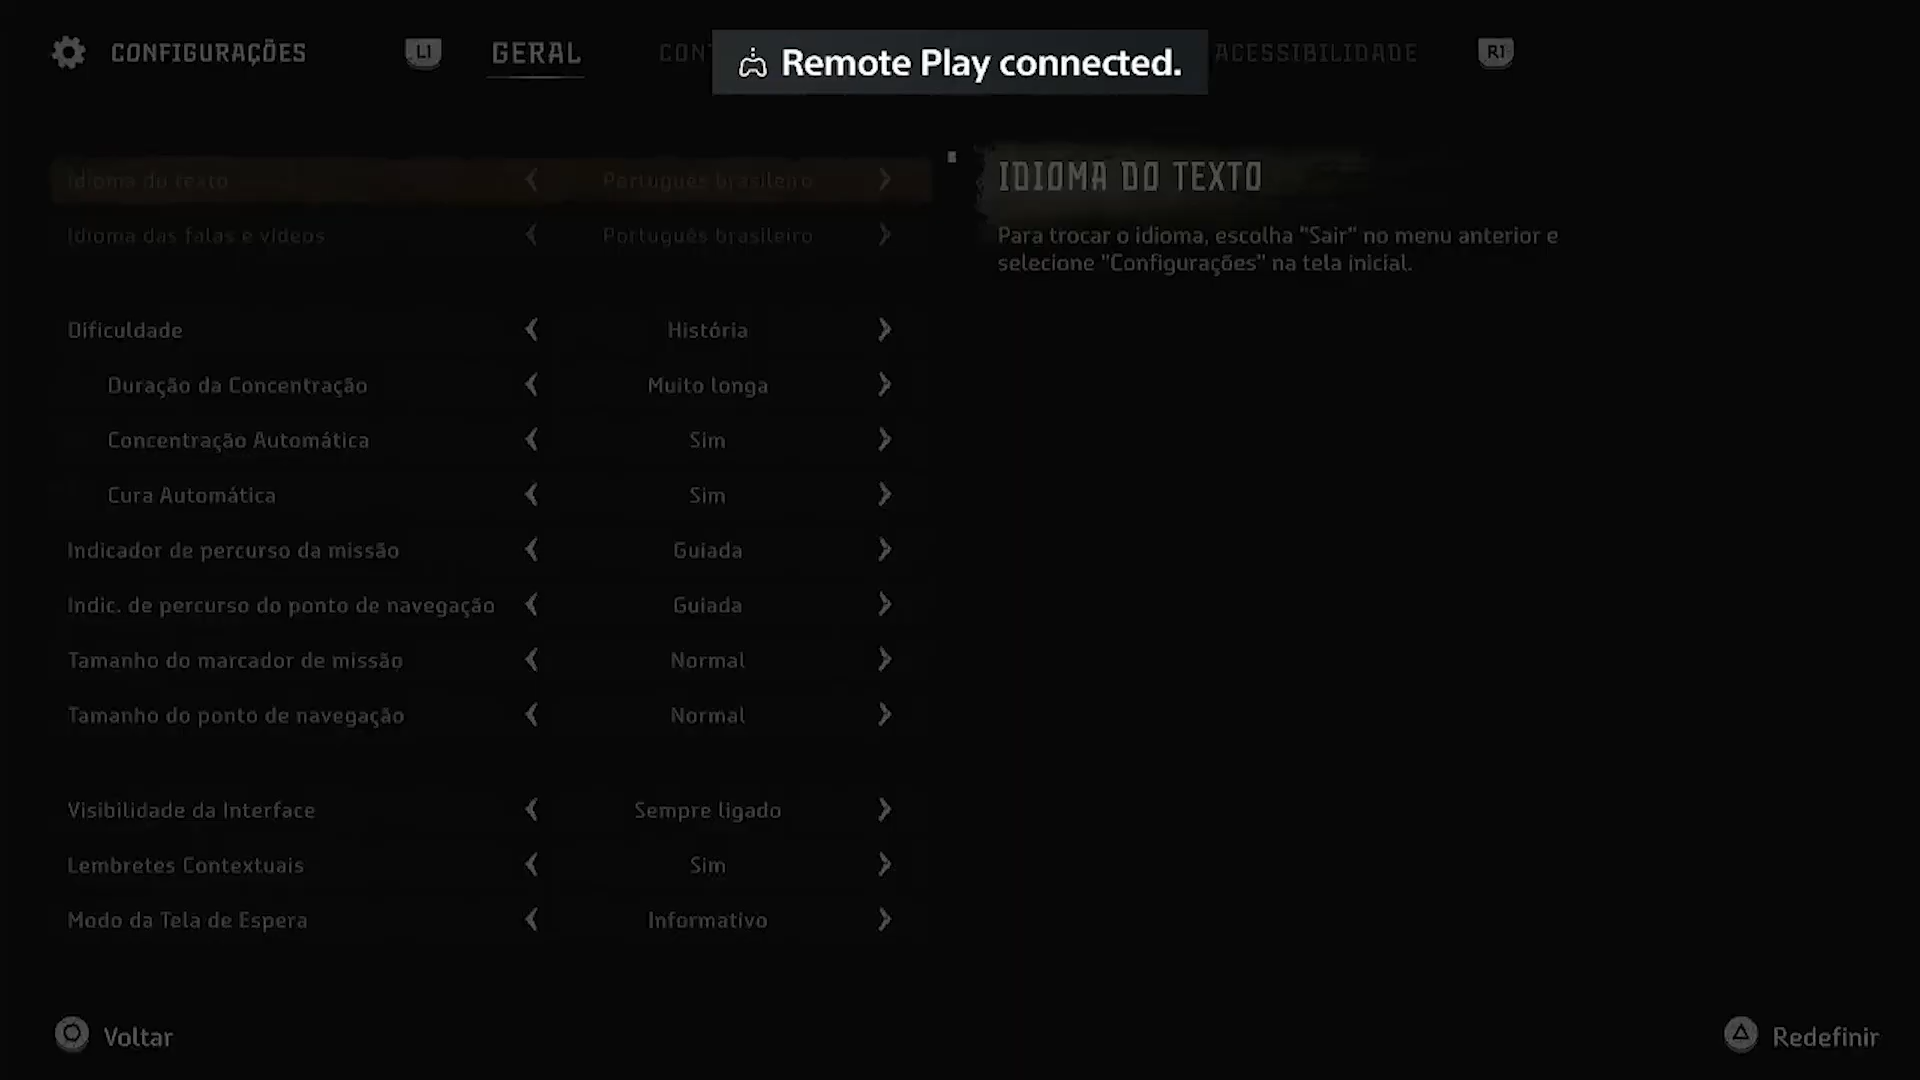 CONFIGURAÇÕES
L1
GERAL
Remote Play connected.
ACESSIBILIDADE
R1
Idioma do texto
Português brasileiro
Idioma das falas e vídeos
Português brasileiro
Dificuldade
História
Duração da Concentração
Muito longa
Concentração Automática
Sim
Cura Automática
Sim
Indicador de percurso da missão
Guiada
Indic. de percurso do ponto de navegação
Guiada
Tamanho do marcador de missão
Normal
Tamanho do ponto de navegação
Normal
Visibilidade da Interface
Sempre ligado
Lembretes Contextuais
Sim
Modo da Tela de Espera
Informativo
IDIOMA DO TEXTO
Para trocar o idioma, escolha "Sair" no menu anterior e
selecione "Configurações" na tela inicial.
Voltar
Redefinir